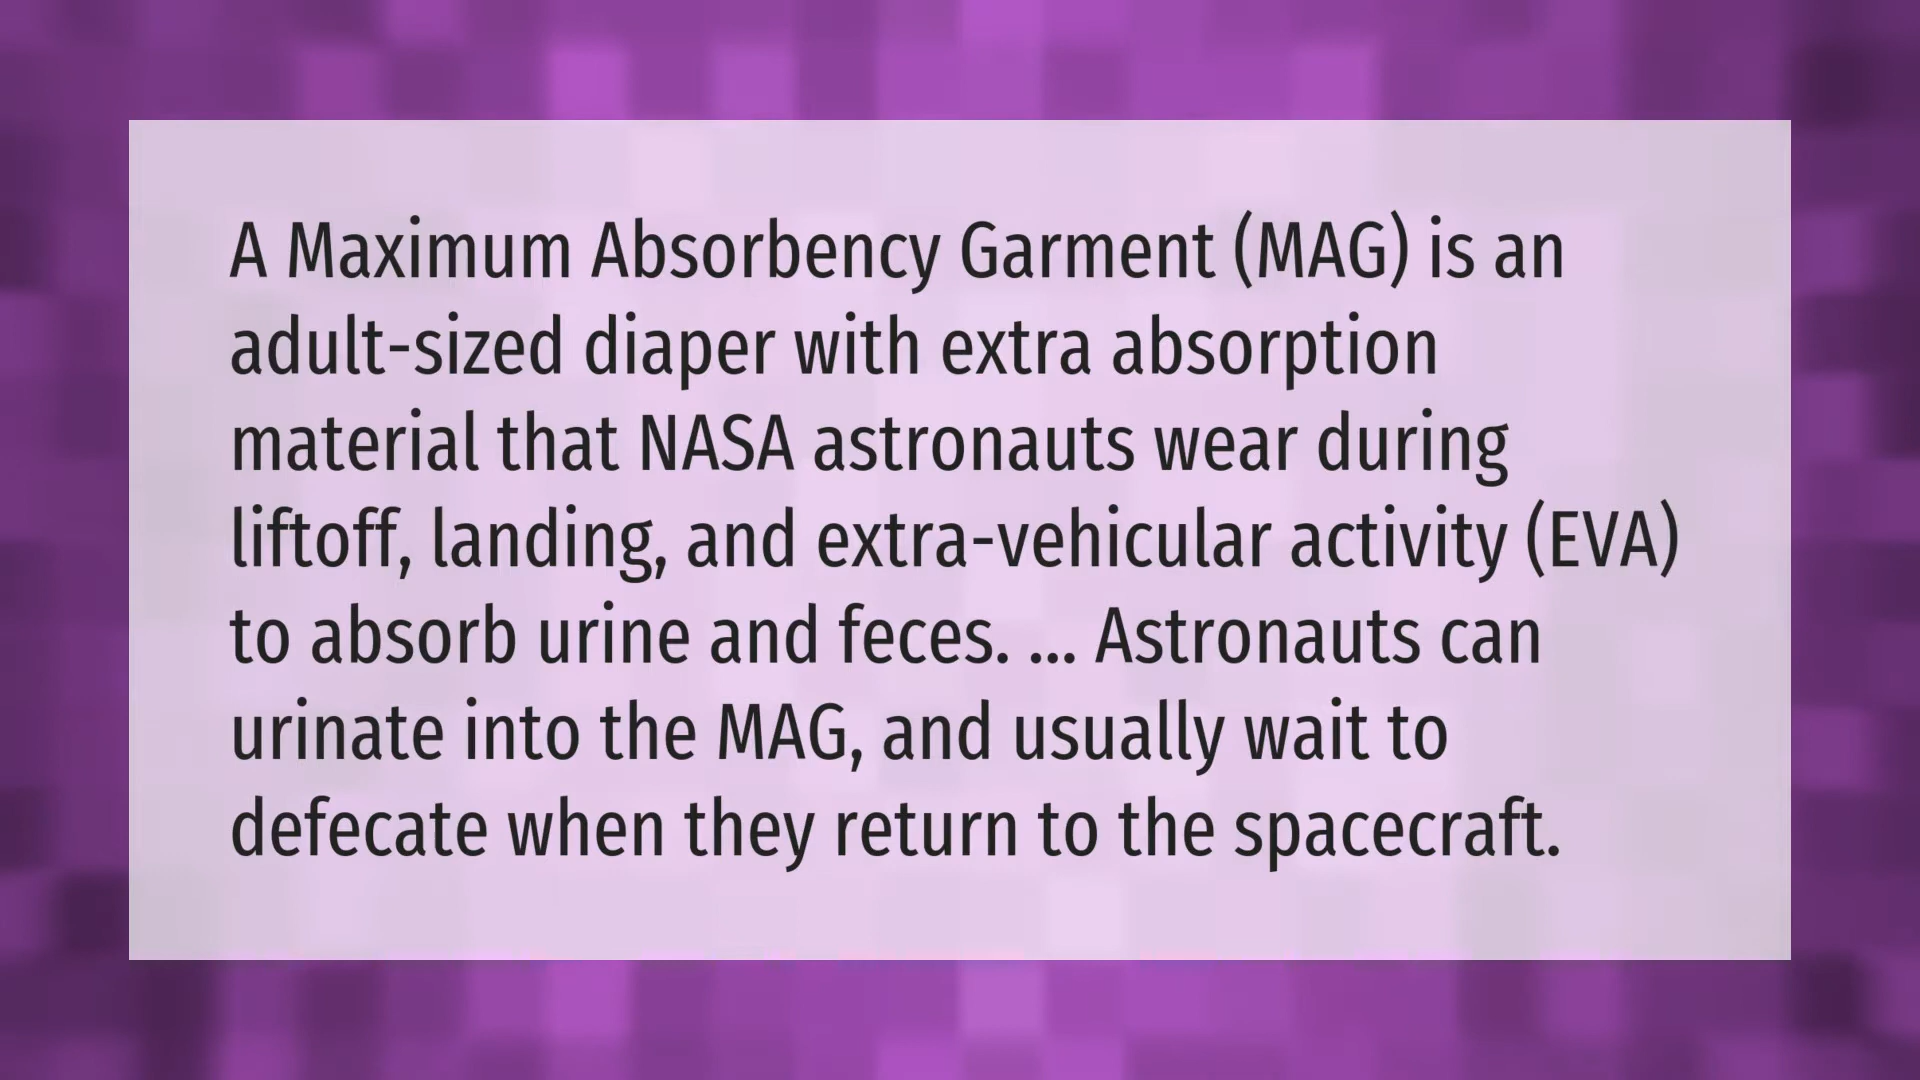 A Maximum Absorbency Garment (MAG) is an
adult-sized diaper with extra absorption
material that NASA astronauts wear during
liftoff, landing, and extra-vehicular activity (EVA)
to absorb urine and feces. ... Astronauts can
urinate into the MAG, and usually wait to
defecate when they return to the spacecraft.